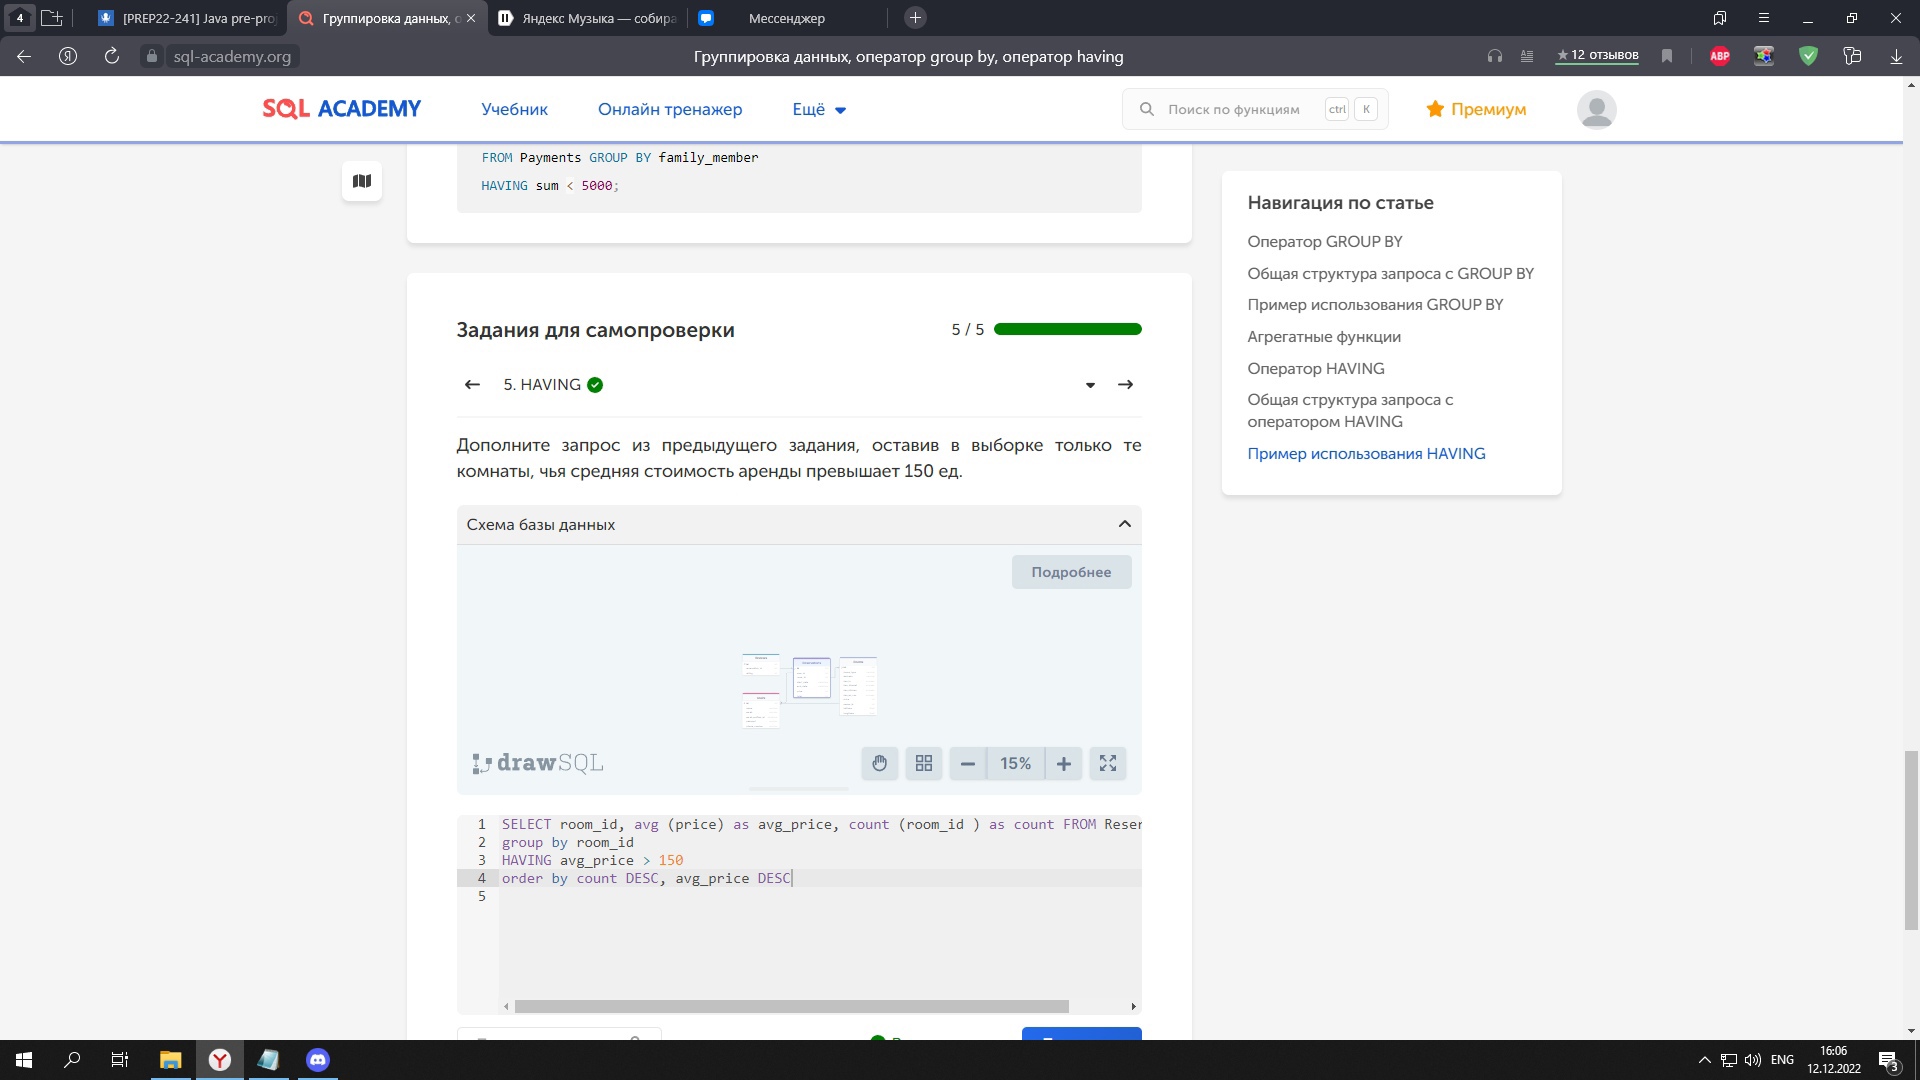 4
[PREP22-241] Java pre-proj
Группировка данных, о
Яндекс Музыка — собира
Мессенджер
sql-academy.org
Группировка данных, оператор group by, оператор having
★ 12 отзывов
ABP
SQL ACADEMY
Учебник
Онлайн тренажер
Ещё
Поиск по функциям
ctrl
K
Премиум
FROM Payments GROUP BY family_member
HAVING sum < 5000;
Навигация по статье
Оператор GROUP BY
Общая структура запроса с GROUP BY
Пример использования GROUP BY
Агрегатные функции
Оператор HAVING
Общая структура запроса с
оператором HAVING
Пример использования HAVING
Задания для самопроверки
5 / 5
5. HAVING
Дополните запрос из предыдущего задания, оставив в выборке только те
комнаты, чья средняя стоимость аренды превышает 150 ед.
Схема базы данных
Подробнее
drawSQL
15%
1 SELECT room_id, avg (price) as avg_price, count (room_id ) as count FROM Reser
2 group by room_id
3 HAVING avg_price > 150
4 order by count DESC, avg_price DESC
5
ENG
16:06
12.12.2022
3